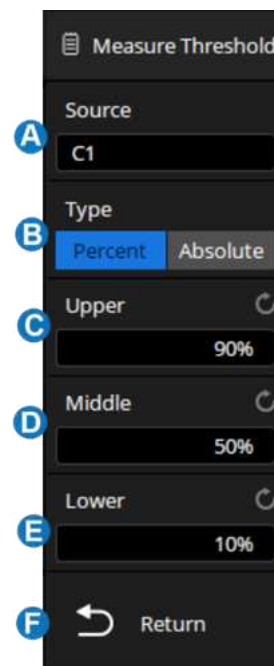 Measure Threshold
Source
A
C1
Type
B
Percent Absolute
Upper
C
90%
Middle
D
50%
Lower
E
10%
F Return